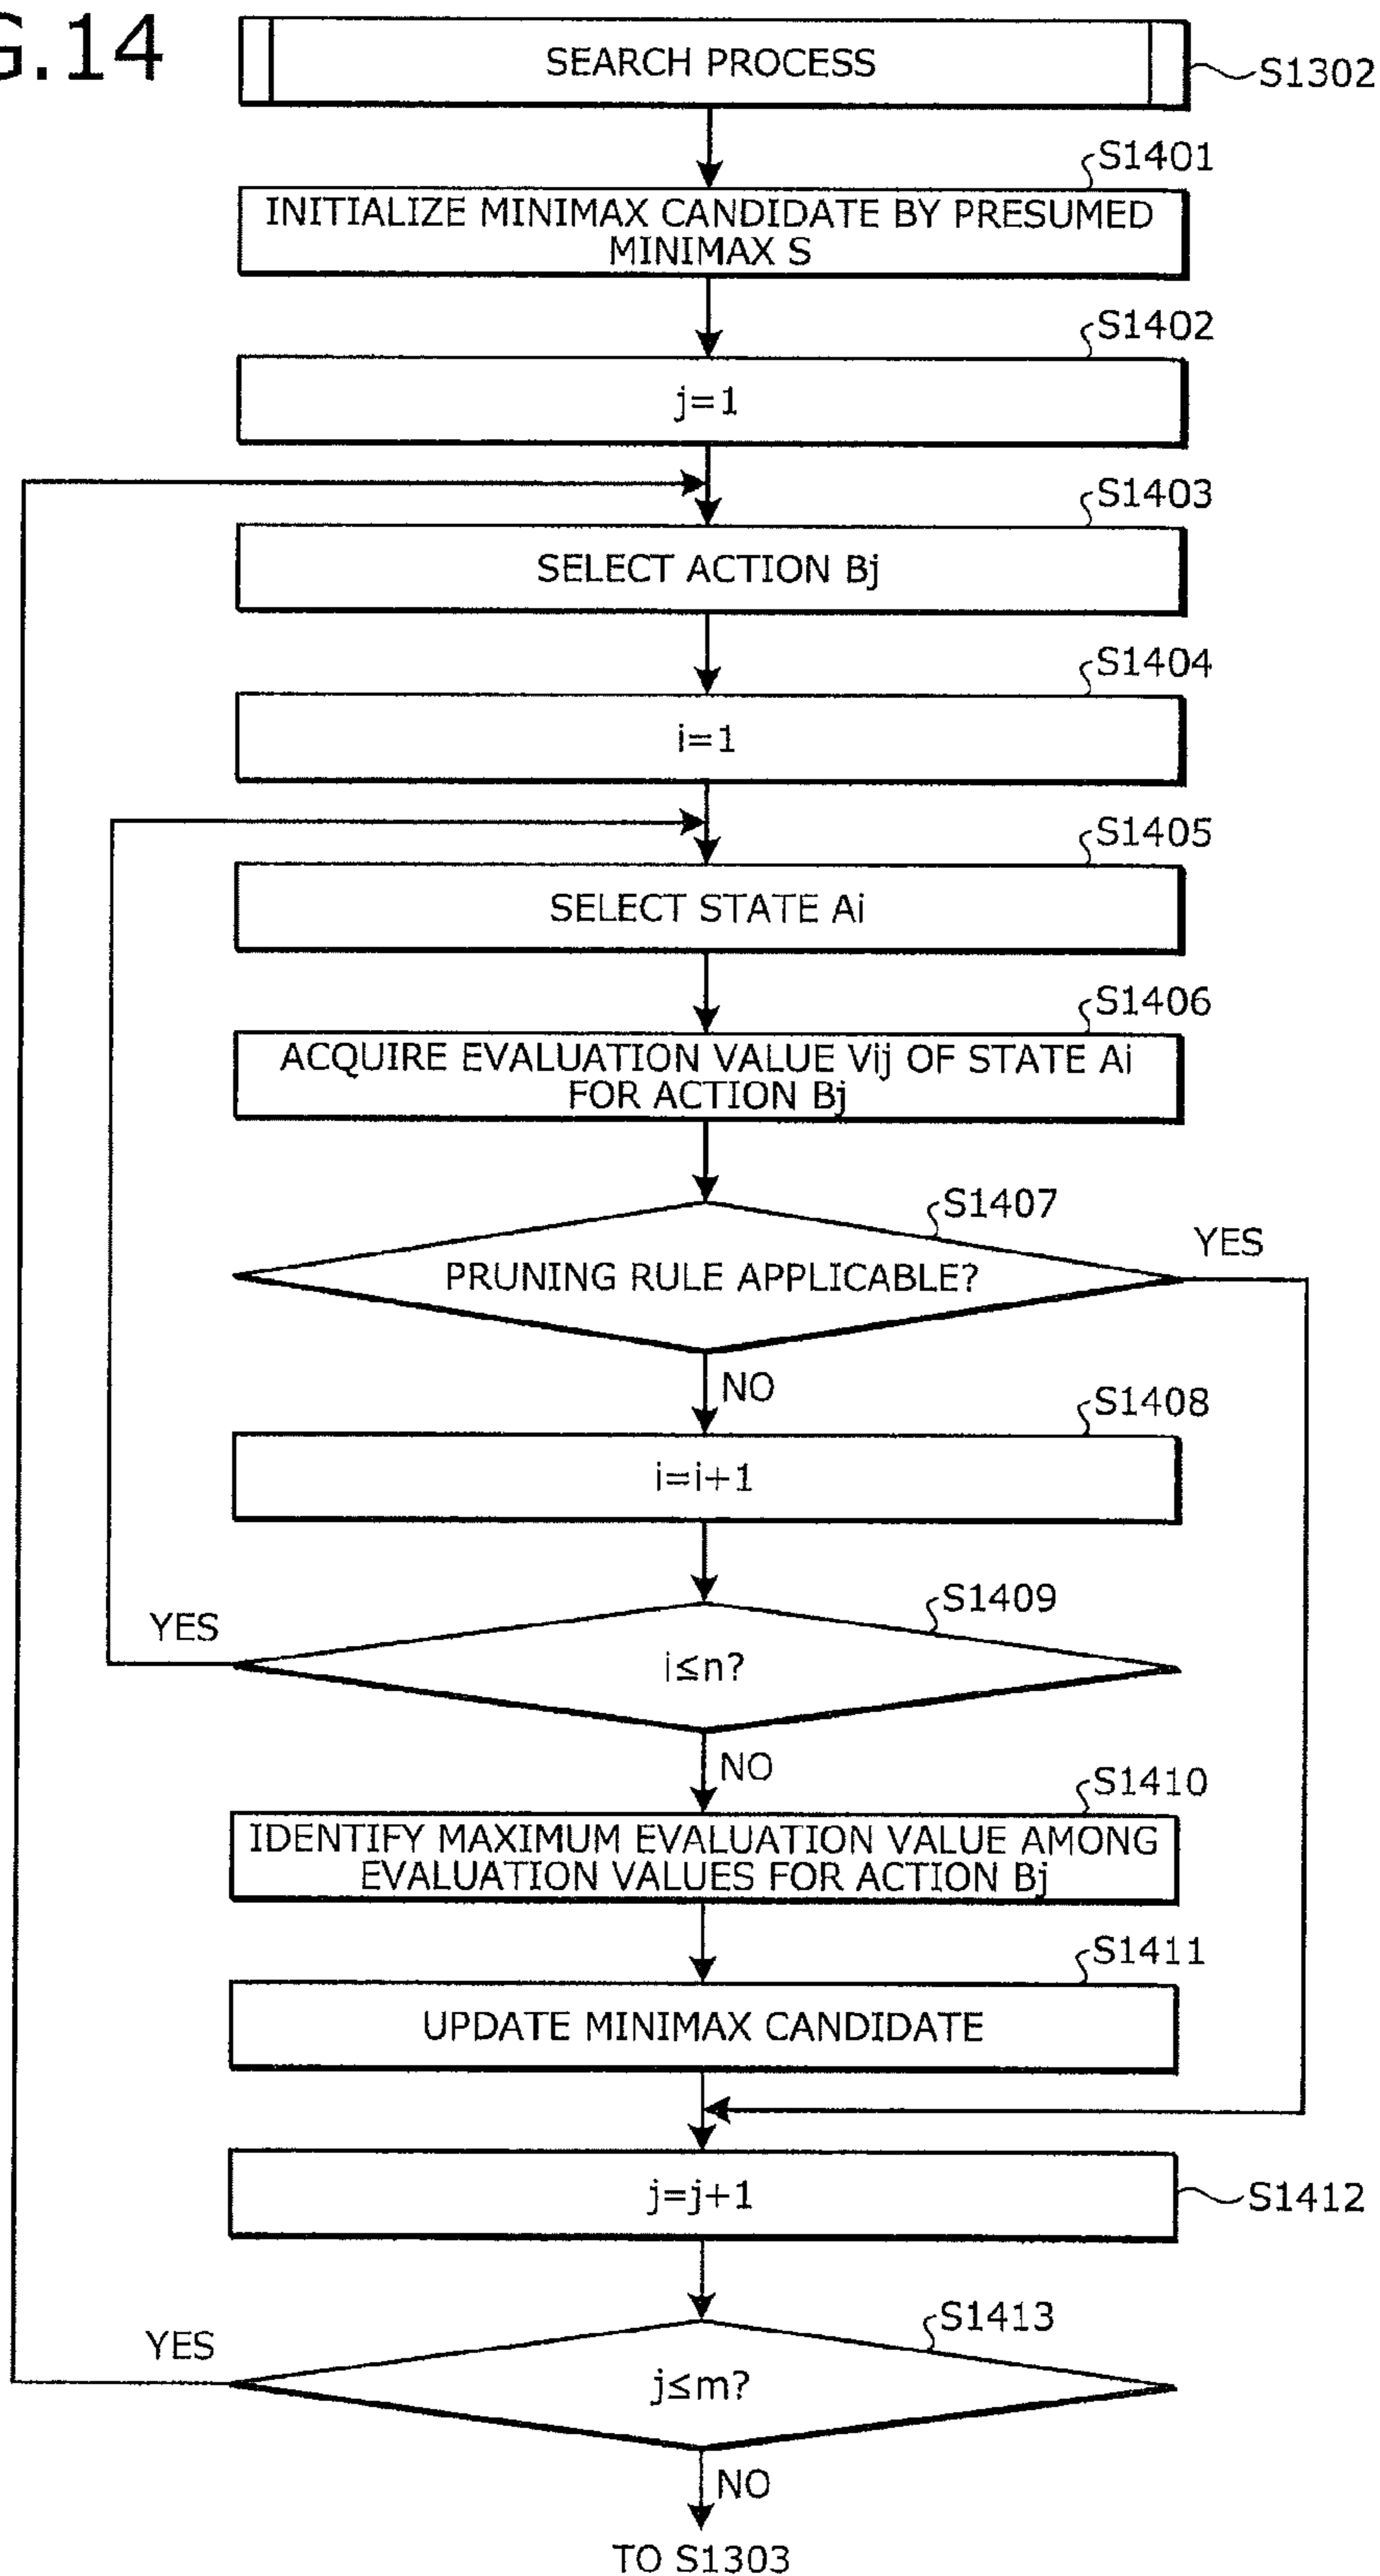 G.14
SEARCH PROCESS
S1302
S1401
INITIALIZE MINIMAX CANDIDATE BY PRESUMED
MINIMAX S
S1402
j=1
S1403
SELECT ACTION Bj
S1404
i=1
S1405
SELECT STATE Ai
S1406
ACQUIRE EVALUATION VALUE Vij OF STATE Ai
FOR ACTION Bj
S1407
YES
PRUNING RULE APPLICABLE?
NO
S1408
i=i+1
S1409
YES
i≤n?
NO
S1410
IDENTIFY MAXIMUM EVALUATION VALUE AMONG
EVALUATION VALUES FOR ACTION Bj
S1411
UPDATE MINIMAX CANDIDATE
j=j+1
S1412
S1413
YES
j≤m?
NO
TO S1303